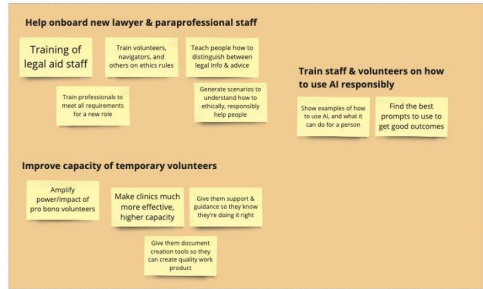 Help onboard new lawyer & paraprofessional staff
Training of
legal aid staff
Train volunteers,
navigators, and
others on ethics rules
Teach people how to
distinguish between
legal info & advice
Train professionals to
meet all requirements
for a new role
Generate scenarios to
understand how to
ethically, responsibly
help people
Train staff & volunteers on how
to use AI responsibly
Show examples of how
to use AI, and what it
can do for a person
Find the best
prompts to use to
get good outcomes
Improve capacity of temporary volunteers
Amplify
power/impact of
pro bono volunteers
Make clinics much
more effective,
higher capacity
Give them support &
guidance so they know
they're doing it right
Give them document
creation tools so they
can create quality work
product